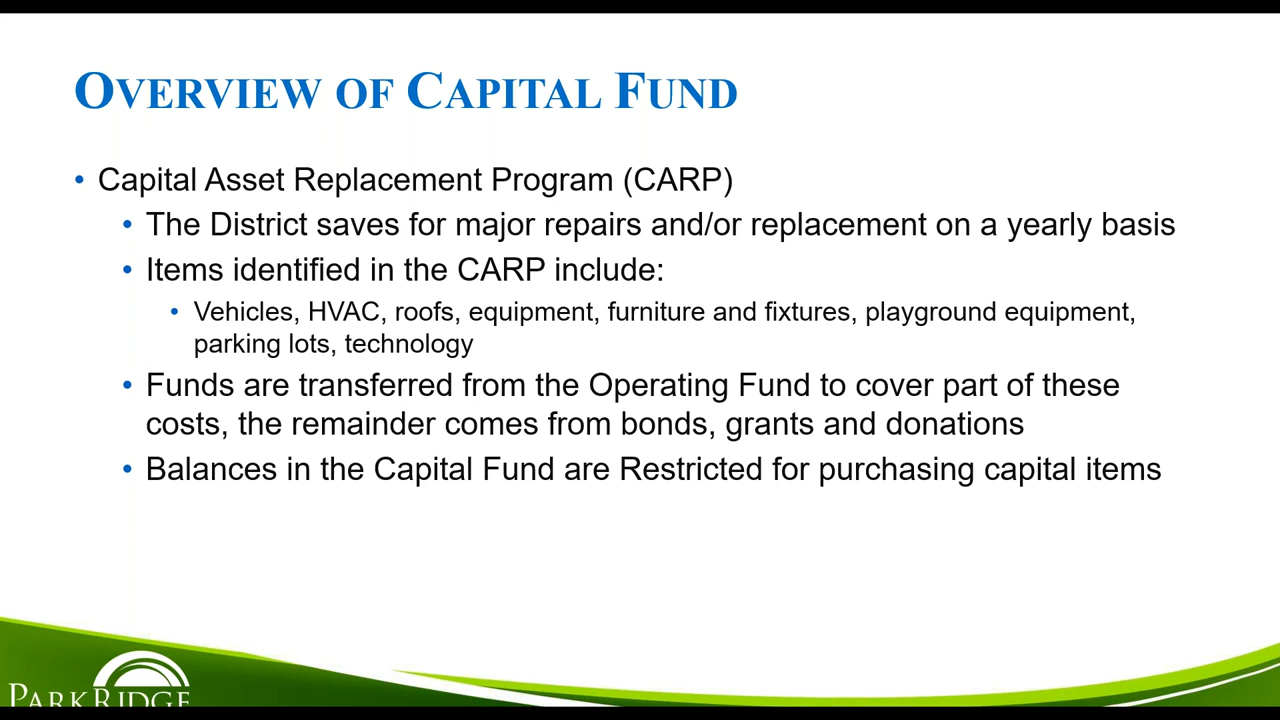 OVERVIEW OF CAPITAL FUND
• Capital Asset Replacement Program (CARP)
• The District saves for major repairs and/or replacement on a yearly basis
• Items identified in the CARP include:
• Vehicles, HVAC, roofs, equipment, furniture and fixtures, playground equipment,
parking lots, technology
• Funds are transferred from the Operating Fund to cover part of these
costs, the remainder comes from bonds, grants and donations
• Balances in the Capital Fund are Restricted for purchasing capital items
PARKRIDGE